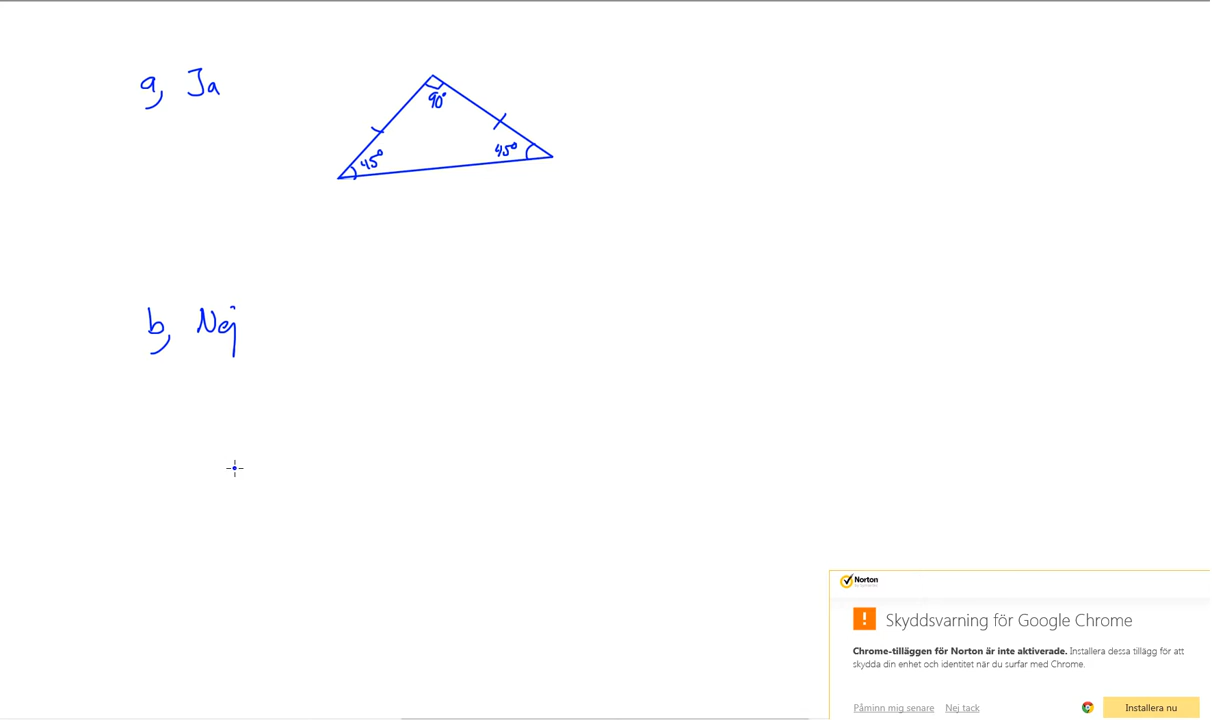 a, Ja
90°
45°
45°
b, Nej
Norton
Skyddsvarning för Google Chrome
Chrome-tilläggen för Norton är inte aktiverade. Installera dessa tillägg för att
skydda din enhet och identitet när du surfar med Chrome.
Påminn mig senare Nej tack Installera nu